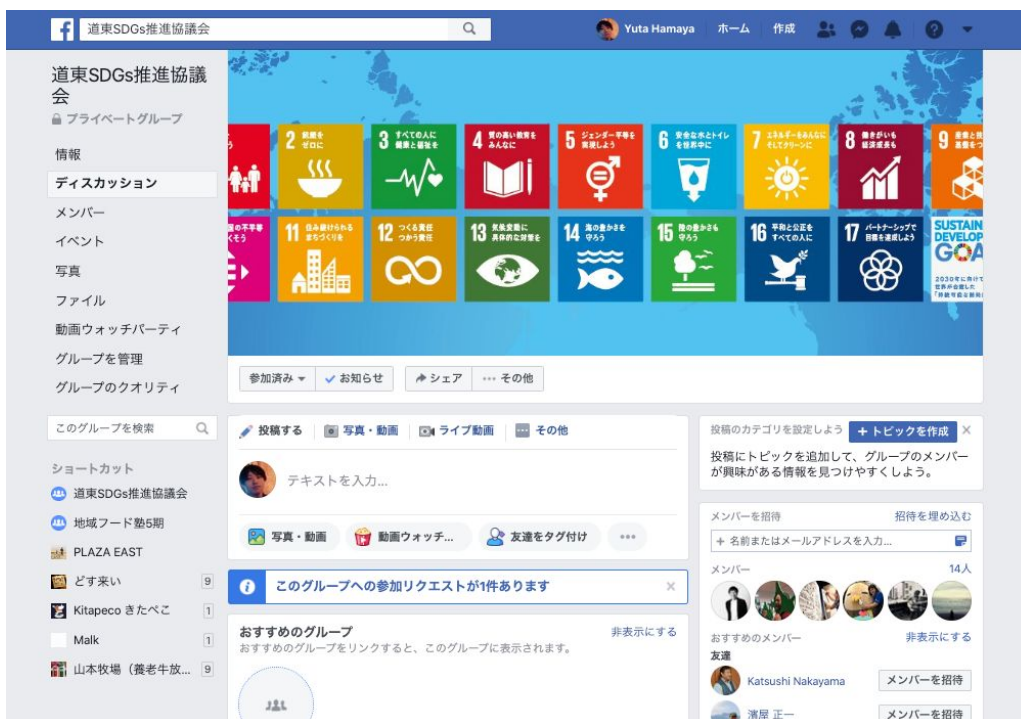 道東SDGs推進協議会
Yuta Hamaya
ホーム
作成
道東SDGs推進協議
会
プライベートグループ
情報
ディスカッション
メンバー
イベント
写真
ファイル
動画ウォッチパーティ
グループを管理
グループのクオリティ
このグループを検索
ショートカット
道東SDGs推進協議会
地域フード塾5期
PLAZA EAST
どす来い 9
Kitapeco きたぺこ 1
Malk 1
山本牧場（養老牛放... 9
2 飢餓を
ゼロに
3 すべての人に
健康と福祉を
4 質の高い教育を
みんなに
5 ジェンダー平等を
実現しよう
6 安全な水とトイレ
を世界中に
7 エネルギーをみんなに
そしてクリーンに
8 働きがいも
経済成長も
9
11 住み続けられる
まちづくりを
12 つくる責任
つかう責任
13 気候変動に
具体的な対策を
14 海の豊かさを
守ろう
15 陸の豊かさも
守ろう
16 平和と公正を
すべての人に
17 パートナーシップで
目標を達成しよう
SUSTAIN
DEVELOP
GOA
2030年に向けて
世界が合意した
参加済み
お知らせ
シェア
その他
投稿する
写真・動画
ライブ動画
その他
テキストを入力...
写真・動画
動画ウォッチ...
友達をタグ付け
このグループへの参加リクエストが1件あります
おすすめのグループ
非表示にする
おすすめのグループをリンクすると、このグループに表示されます。
投稿のカテゴリを設定しよう
+ トピックを作成
投稿にトピックを追加して、グループのメンバー
が興味がある情報を見つけやすくしよう。
メンバーを招待
招待を埋め込む
+ 名前またはメールアドレスを入力...
メンバー
14人
おすすめのメンバー
非表示にする
友達
Katsushi Nakayama
メンバーを招待
濱屋 正一
メンバーを招待